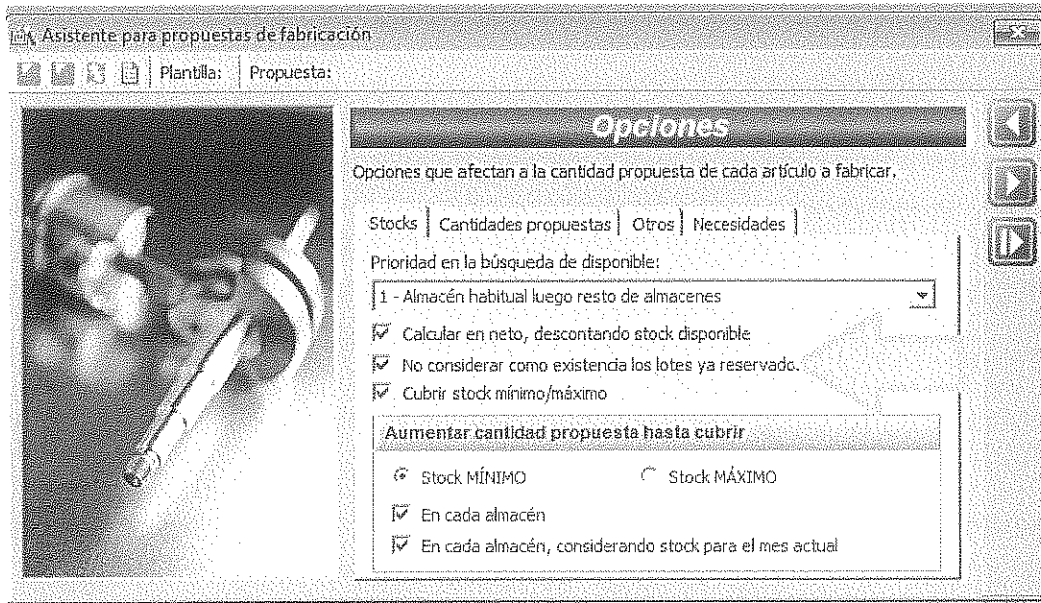 Asistente para propuestas de fabricación
Plantilla: Propuesta:
Opciones
Opciones que afectan a la cantidad propuesta de cada artículo a fabricar.
Stocks Cantidades propuestas Otros Necesidades
Prioridad en la búsqueda de disponible:
1 - Almacén habitual luego resto de almacenes
Calcular en neto, descontando stock disponible
No considerar como existencia los lotes ya reservado.
Cubrir stock mínimo/máximo
Aumentar cantidad propuesta hasta cubrir
Stock MÍNIMO Stock MÁXIMO
En cada almacén
En cada almacén, considerando stock para el mes actual